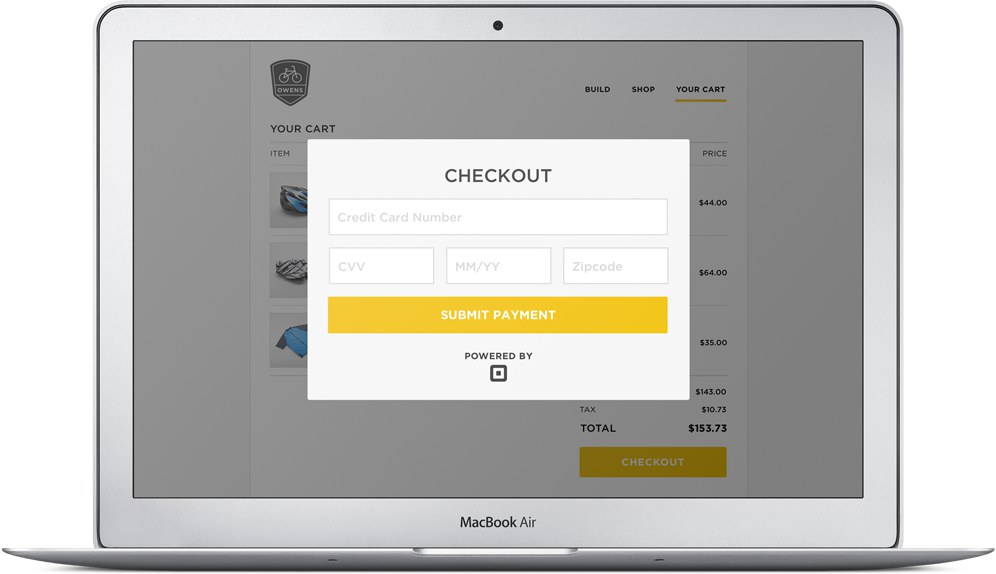 OWENS
BUILD SHOP YOUR CART
YOUR CART
ITEM PRICE
$44.00
$64.00
$35.00
CHECKOUT
Credit Card Number
CVV MM/YY Zipcode
SUBMIT PAYMENT
POWERED BY
$143.00
TAX $10.73
TOTAL $153.73
CHECKOUT
MacBook Air